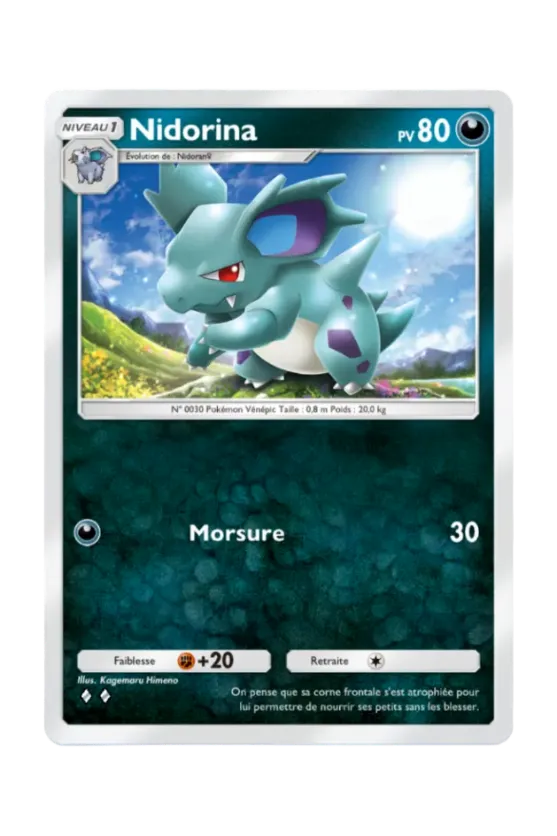 NIVEAU 1 Nidorina PV 80
Évolution de : Nidoran♀
N° 0030 Pokémon Vénépic Taille : 0,8 m Poids : 20,0 kg
Morsure 30
Faiblesse +20 Retraite
Illus. Kagemaru Himeno
On pense que sa corne frontale s'est atrophiée pour
lui permettre de nourrir ses petits sans les blesser.